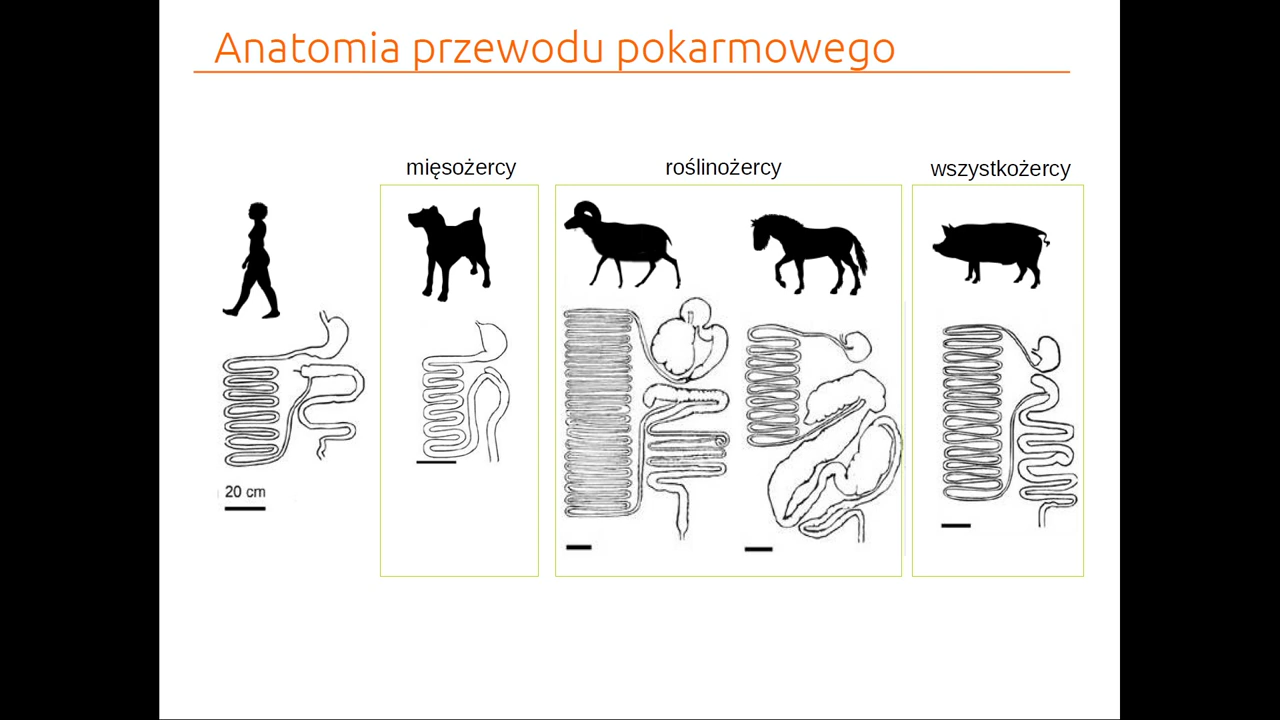 Anatomia przewodu pokarmowego
mięsożercy
roślinożercy
wszystkożercy
20 cm